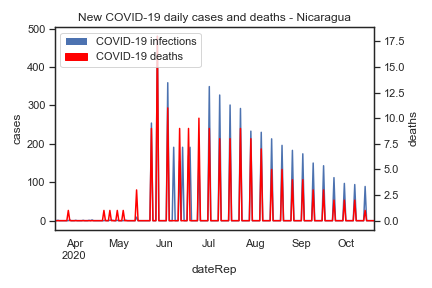 New COVID-19 daily cases and deaths - Nicaragua
COVID-19 infections
COVID-19 deaths
500
400
300
200
100
0
cases
17.5
15.0
12.5
10.0
7.5
5.0
2.5
0.0
deaths
Apr May Jun Jul Aug Sep Oct
2020
dateRep